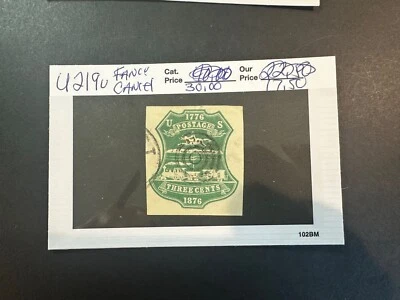 U219u FANCY CANCEL
Cat. Price 30.00
Our Price 17.50
1776
U S
POSTAGE
THREE CENTS
1876
102BM